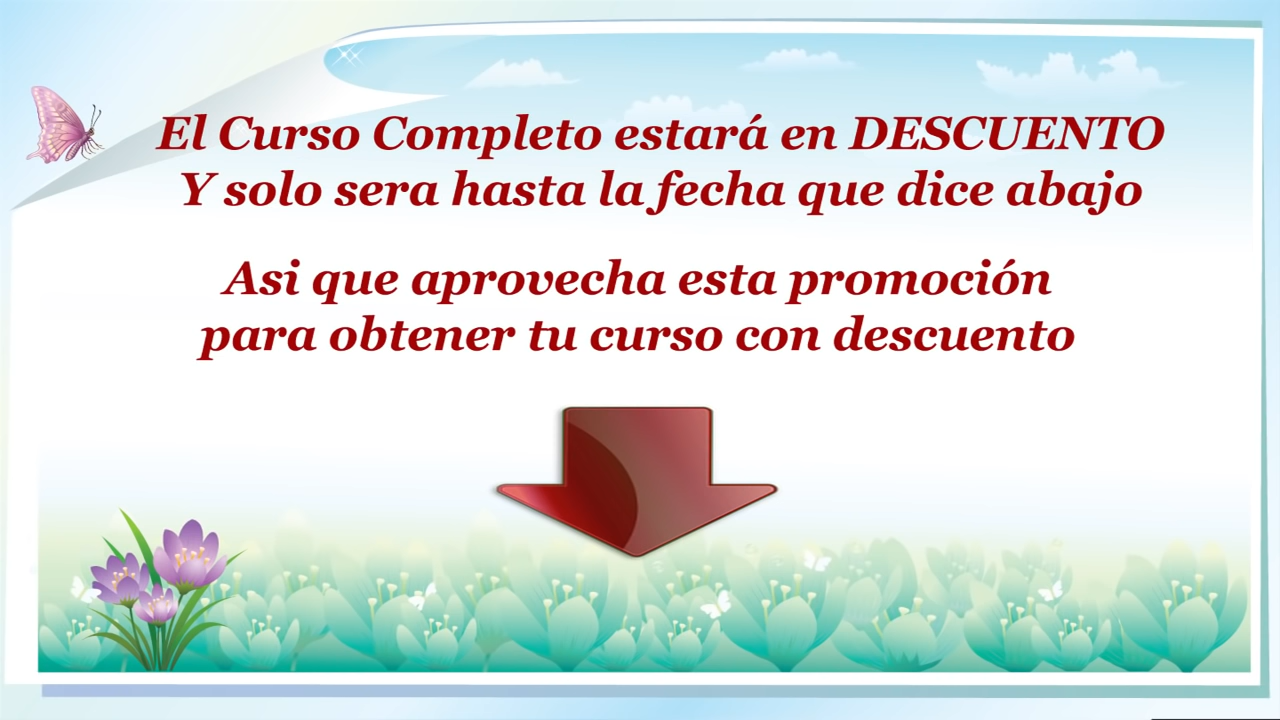 El Curso Completo estará en DESCUENTO
Y solo sera hasta la fecha que dice abajo
Asi que aprovecha esta promoción
para obtener tu curso con descuento